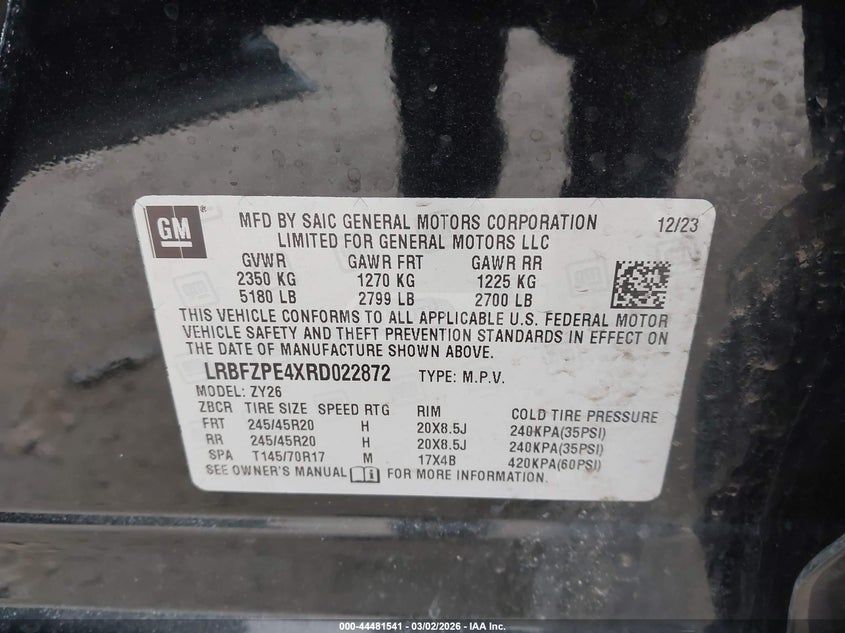 GM
MFD BY SAIC GENERAL MOTORS CORPORATION 12/23
LIMITED FOR GENERAL MOTORS LLC
GVWR GAWR FRT GAWR RR
2350 KG 1270 KG 1225 KG
5180 LB 2799 LB 2700 LB
THIS VEHICLE CONFORMS TO ALL APPLICABLE U.S. FEDERAL MOTOR
VEHICLE SAFETY AND THEFT PREVENTION STANDARDS IN EFFECT ON
THE DATE OF MANUFACTURE SHOWN ABOVE.
LRBFZPE4XRD022872 TYPE: M.P.V.
MODEL: ZY26
ZBCR TIRE SIZE SPEED RTG RIM COLD TIRE PRESSURE
FRT 245/45R20 H 20X8.5J 240KPA(35PSI)
RR 245/45R20 H 20X8.5J 240KPA(35PSI)
SPA T145/70R17 M 17X4B 420KPA(60PSI)
SEE OWNER'S MANUAL FOR MORE INFORMATION.
000-44481541 | 03/02/2026 - IAA Inc.